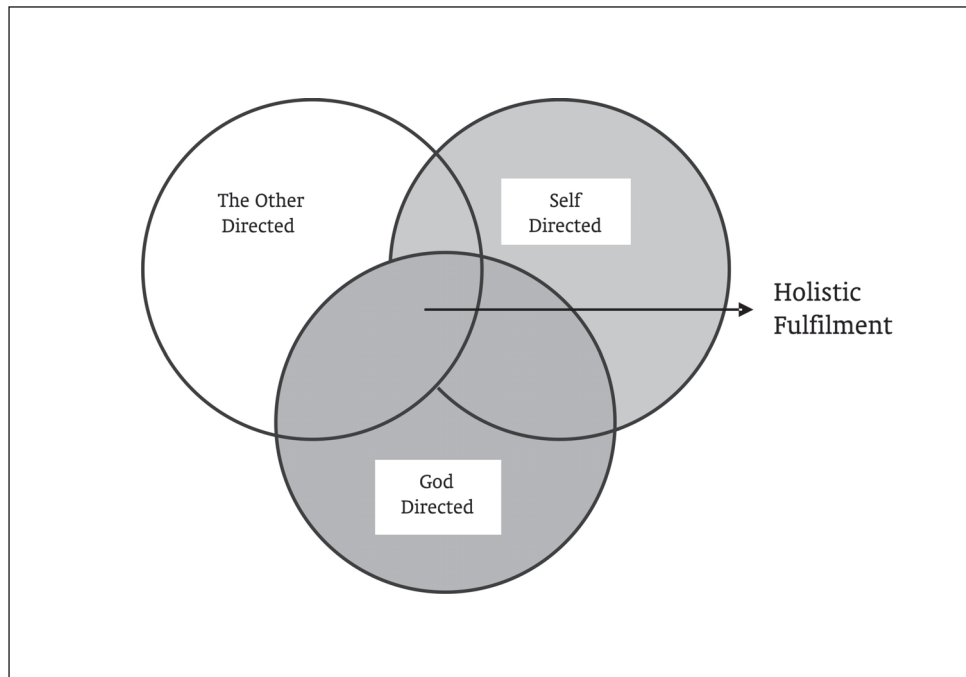 The Other
Directed
Self
Directed
Holistic
Fulfilment
God
Directed